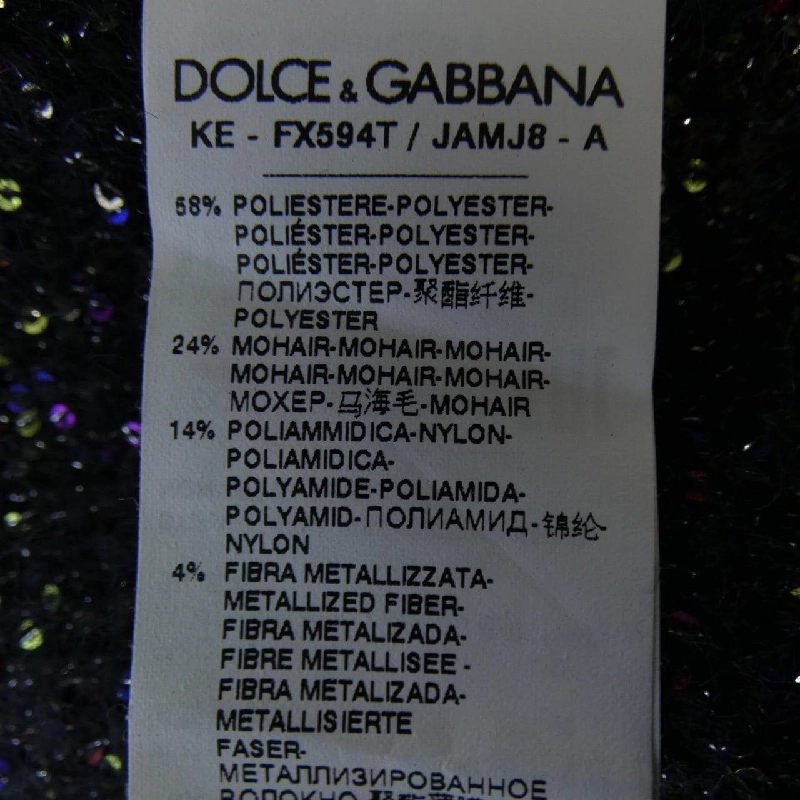 DOLCE & GABBANA
KE - FX594T / JAMJ8 - A
58% POLIESTERE-POLYESTER-
POLIÉSTER-POLYESTER-
POLIÉSTER-POLYESTER-
ПОЛИЭСТЕР-聚酯纤维-
POLYESTER
24% MOHAIR-MOHAIR-MOHAIR-
MOHAIR-MOHAIR-MOHAIR-
МОХЕР-马海毛-MOHAIR
14% POLIAMMIDICA-NYLON-
POLIAMIDICA-
POLYAMIDE-POLIAMIDA-
POLYAMID-ПОЛИАМИД-锦纶-
NYLON
4% FIBRA METALLIZZATA-
METALLIZED FIBER-
FIBRA METALIZADA-
FIBRE METALLISEE -
FIBRA METALIZADA-
METALLISIERTE
FASER-
МЕТАЛЛИЗИРОВАННОЕ
ВОЛОКНО